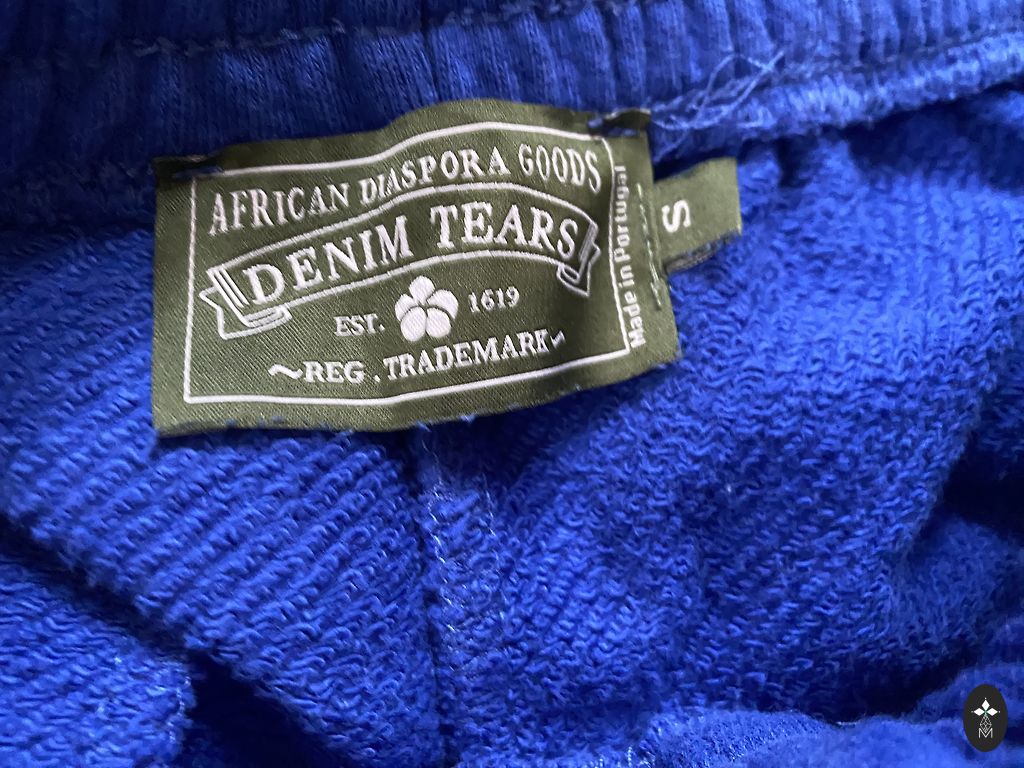 AFRICAN DIASPORA GOODS
DENIM TEARS
EST. 1619
~REG . TRADEMARK~
Made in Portugal
S
M